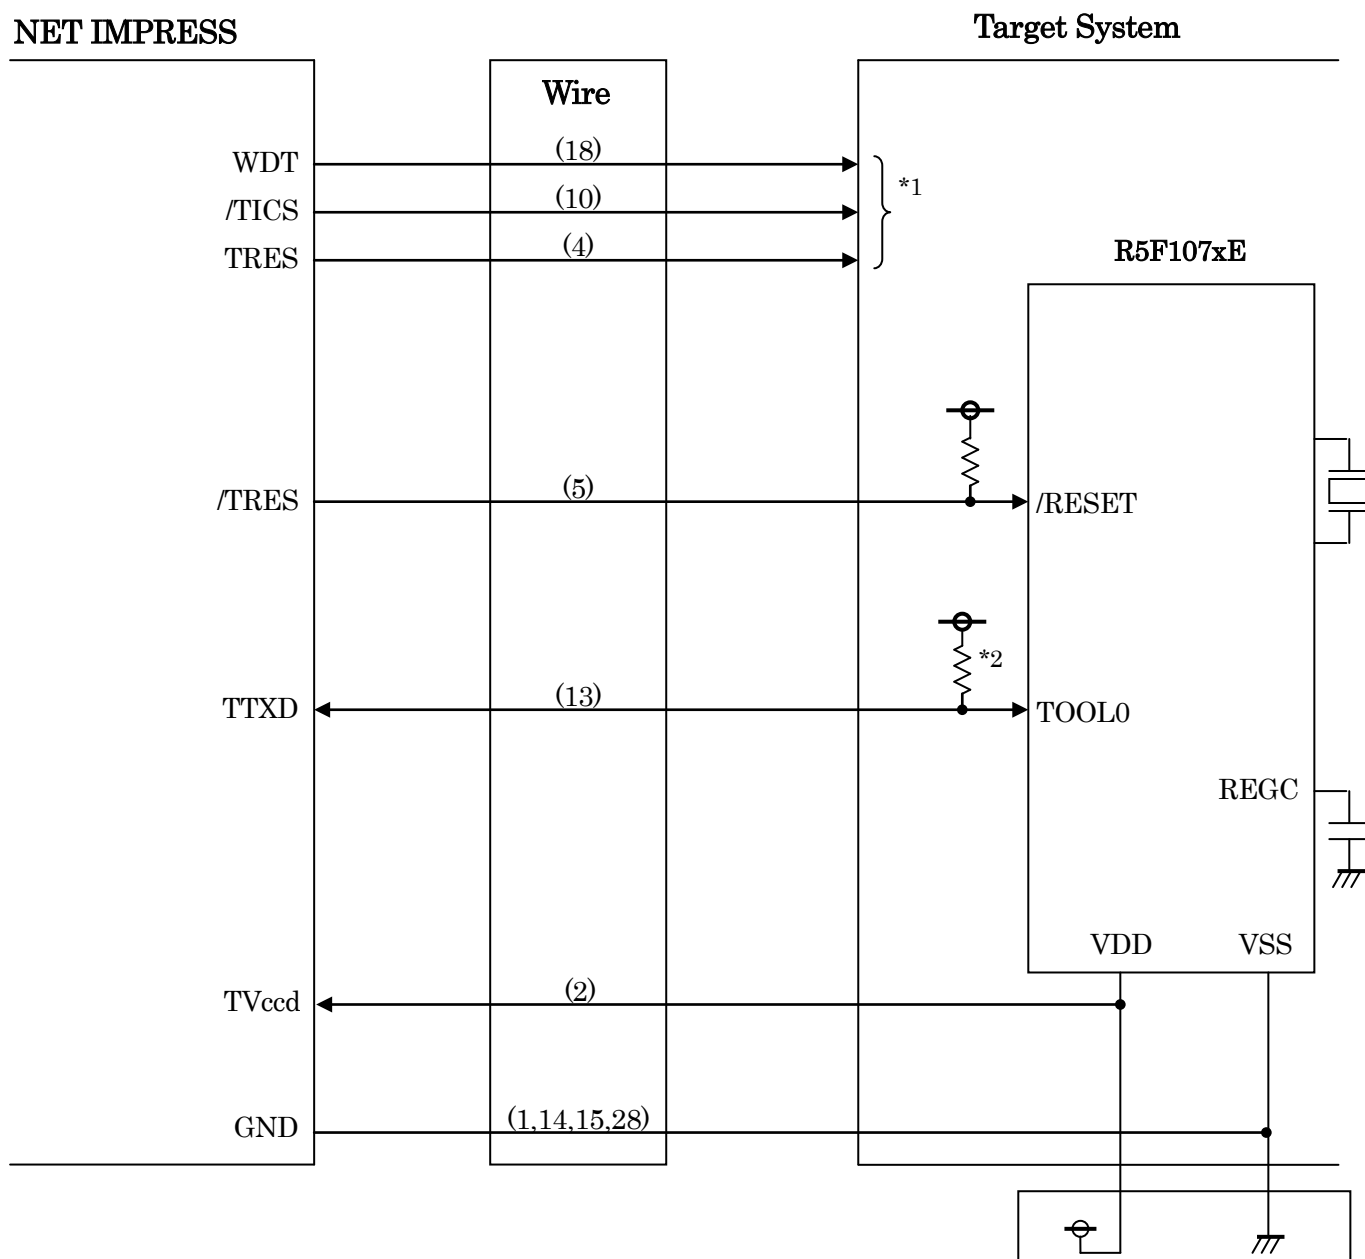 NET IMPRESS
Target System
Wire
WDT
(18)
*1
/TICS
(10)
TRES
(4)
R5F107xE
/TRES
(5)
/RESET
*2
TTXD
(13)
TOOL0
REGC
VDD
VSS
TVccd
(2)
GND
(1,14,15,28)